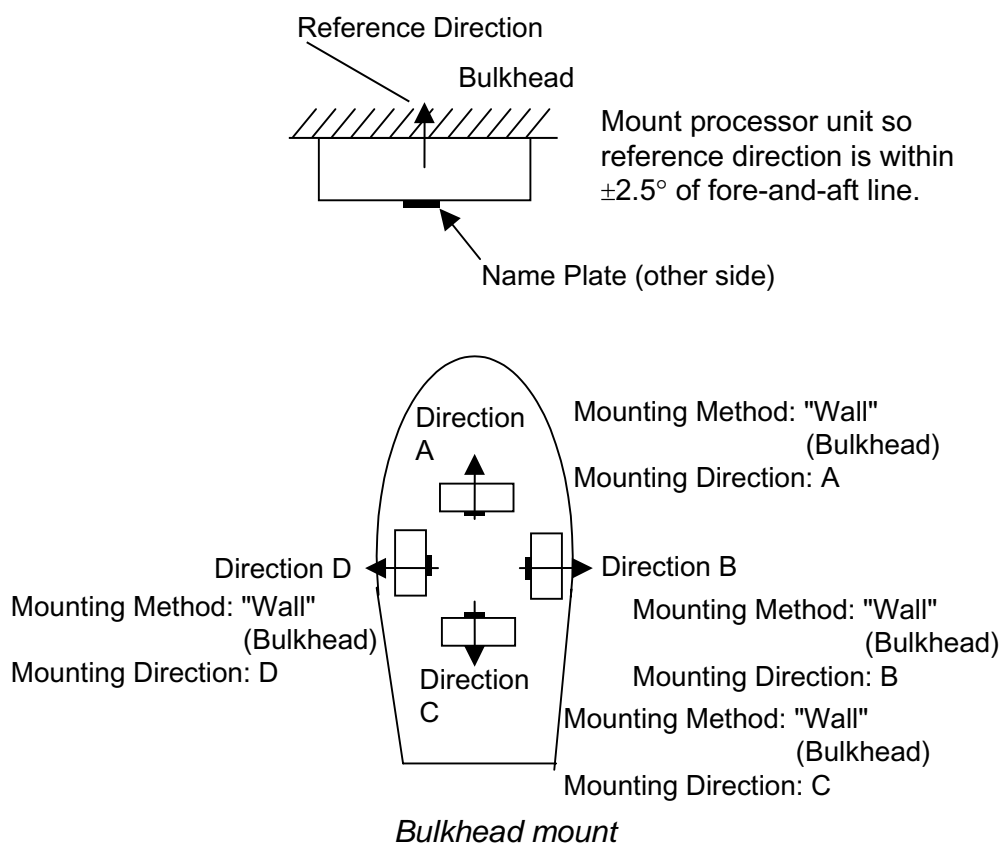 Reference Direction
Bulkhead
Mount processor unit so
reference direction is within
±2.5° of fore-and-aft line.
Name Plate (other side)
Direction
A
Mounting Method: "Wall"
(Bulkhead)
Mounting Direction: A
Direction D
Mounting Method: "Wall"
(Bulkhead)
Mounting Direction: D
Direction B
Mounting Method: "Wall"
(Bulkhead)
Mounting Direction: B
Direction
C
Mounting Method: "Wall"
(Bulkhead)
Mounting Direction: C
Bulkhead mount